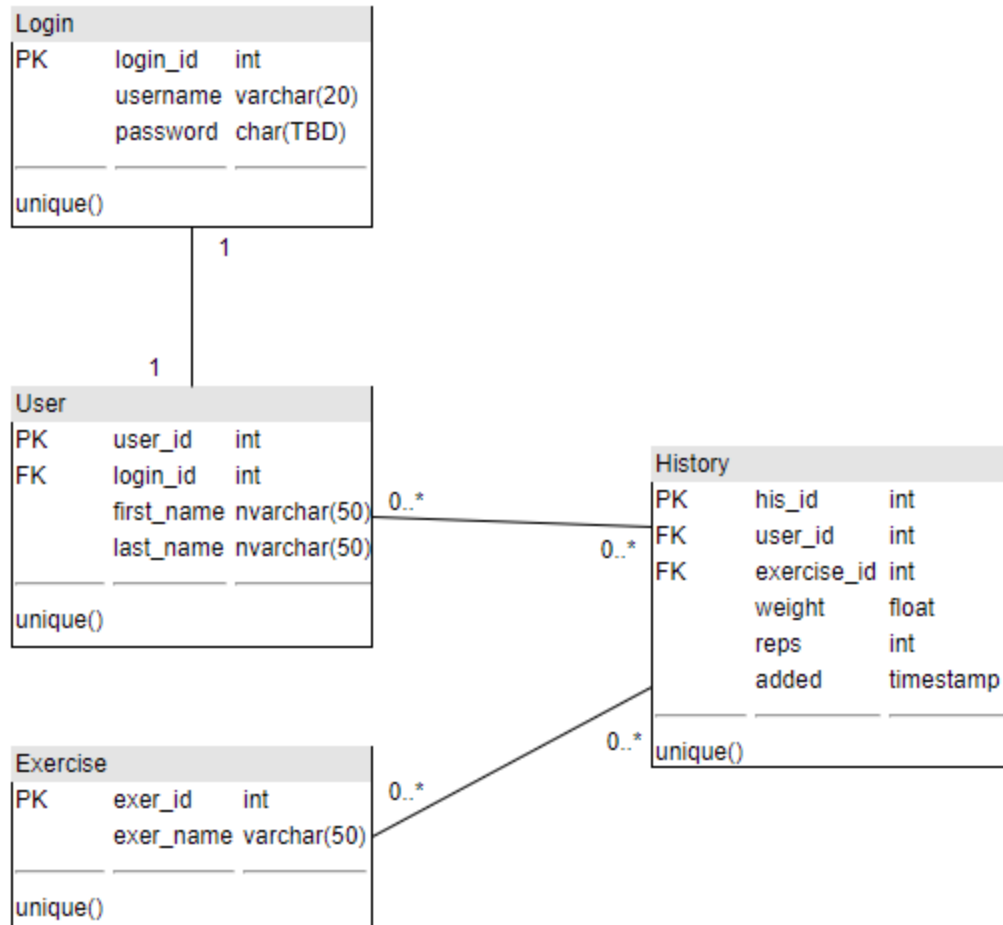 Login
PK login_id int
username varchar(20)
password char(TBD)
unique()
1
1
User
PK user_id int
FK login_id int
first_name nvarchar(50)
last_name nvarchar(50)
unique()
0..*
0..*
History
PK his_id int
FK user_id int
FK exercise_id int
weight float
reps int
added timestamp
unique()
0..*
0..*
Exercise
PK exer_id int
exer_name varchar(50)
unique()